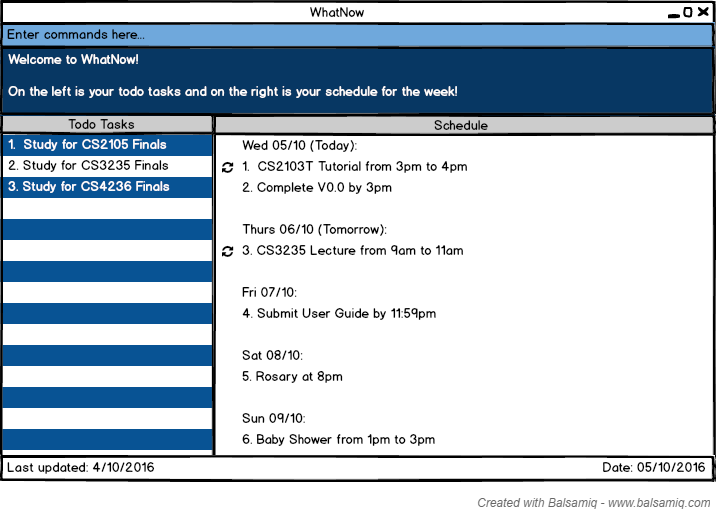 WhatNow
Enter commands here...
Welcome to WhatNow!
On the left is your todo tasks and on the right is your schedule for the week!
Todo Tasks
1. Study for CS2105 Finals
2. Study for CS3235 Finals
3. Study for CS4236 Finals
Schedule
Wed 05/10 (Today):
1. CS2103T Tutorial from 3pm to 4pm
2. Complete V0.0 by 3pm
Thurs 06/10 (Tomorrow):
3. CS3235 Lecture from 9am to 11am
Fri 07/10:
4. Submit User Guide by 11:59pm
Sat 08/10:
5. Rosary at 8pm
Sun 09/10:
6. Baby Shower from 1pm to 3pm
Last updated: 4/10/2016
Date: 05/10/2016
Created with Balsamiq - www.balsamiq.com